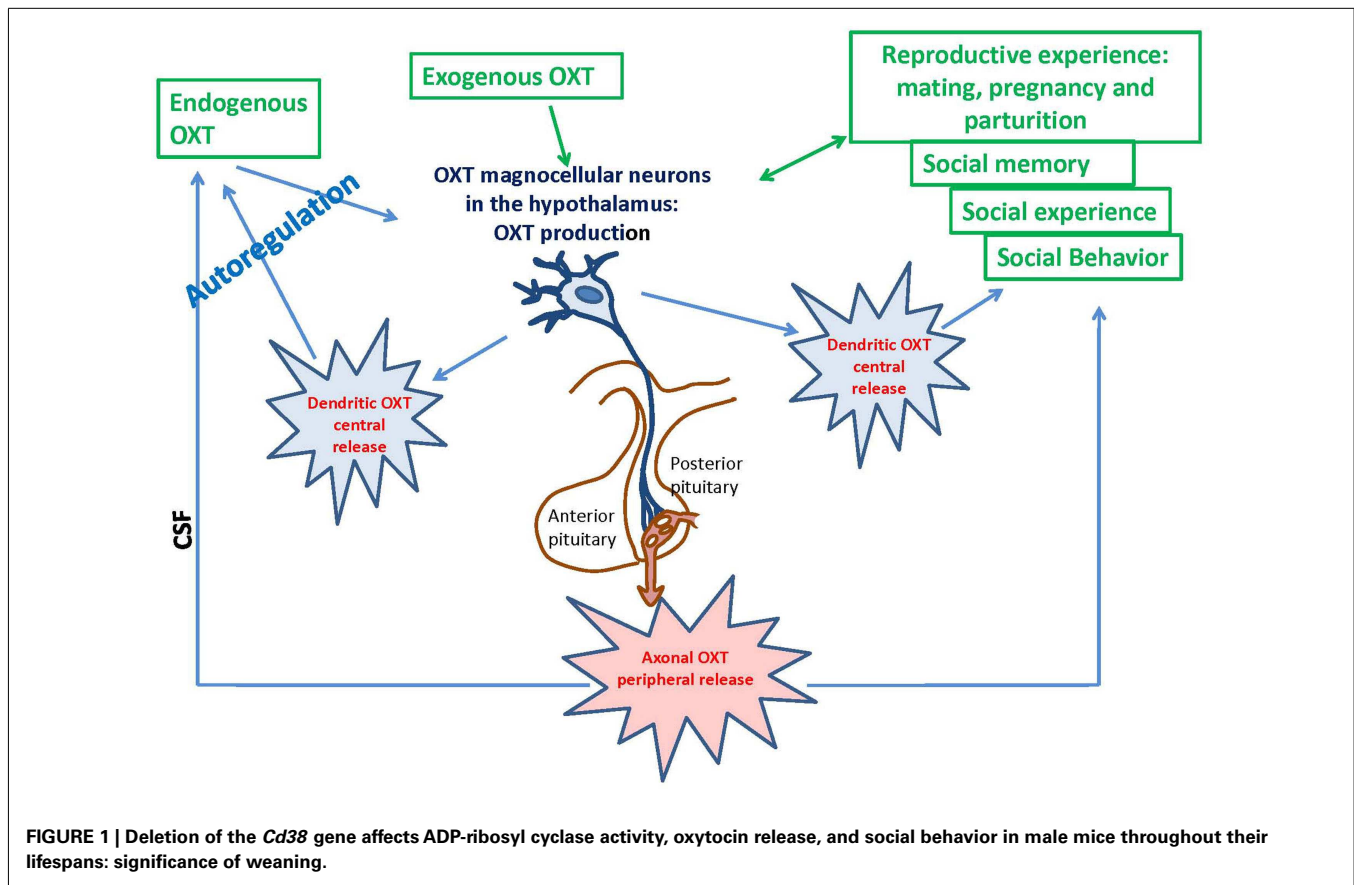 Endogenous
OXT
Exogenous OXT
Reproductive experience:
mating, pregnancy and
parturition
Social memory
Social experience
Social Behavior
Autoregulation
OXT magnocellular neurons
in the hypothalamus:
OXT production
Dendritic OXT
central
release
Dendritic OXT
central
release
Posterior
pituitary
Anterior
pituitary
CSF
Axonal OXT
peripheral release
FIGURE 1 | Deletion of the Cd38 gene affects ADP-ribosyl cyclase activity, oxytocin release, and social behavior in male mice throughout their
lifespans: significance of weaning.